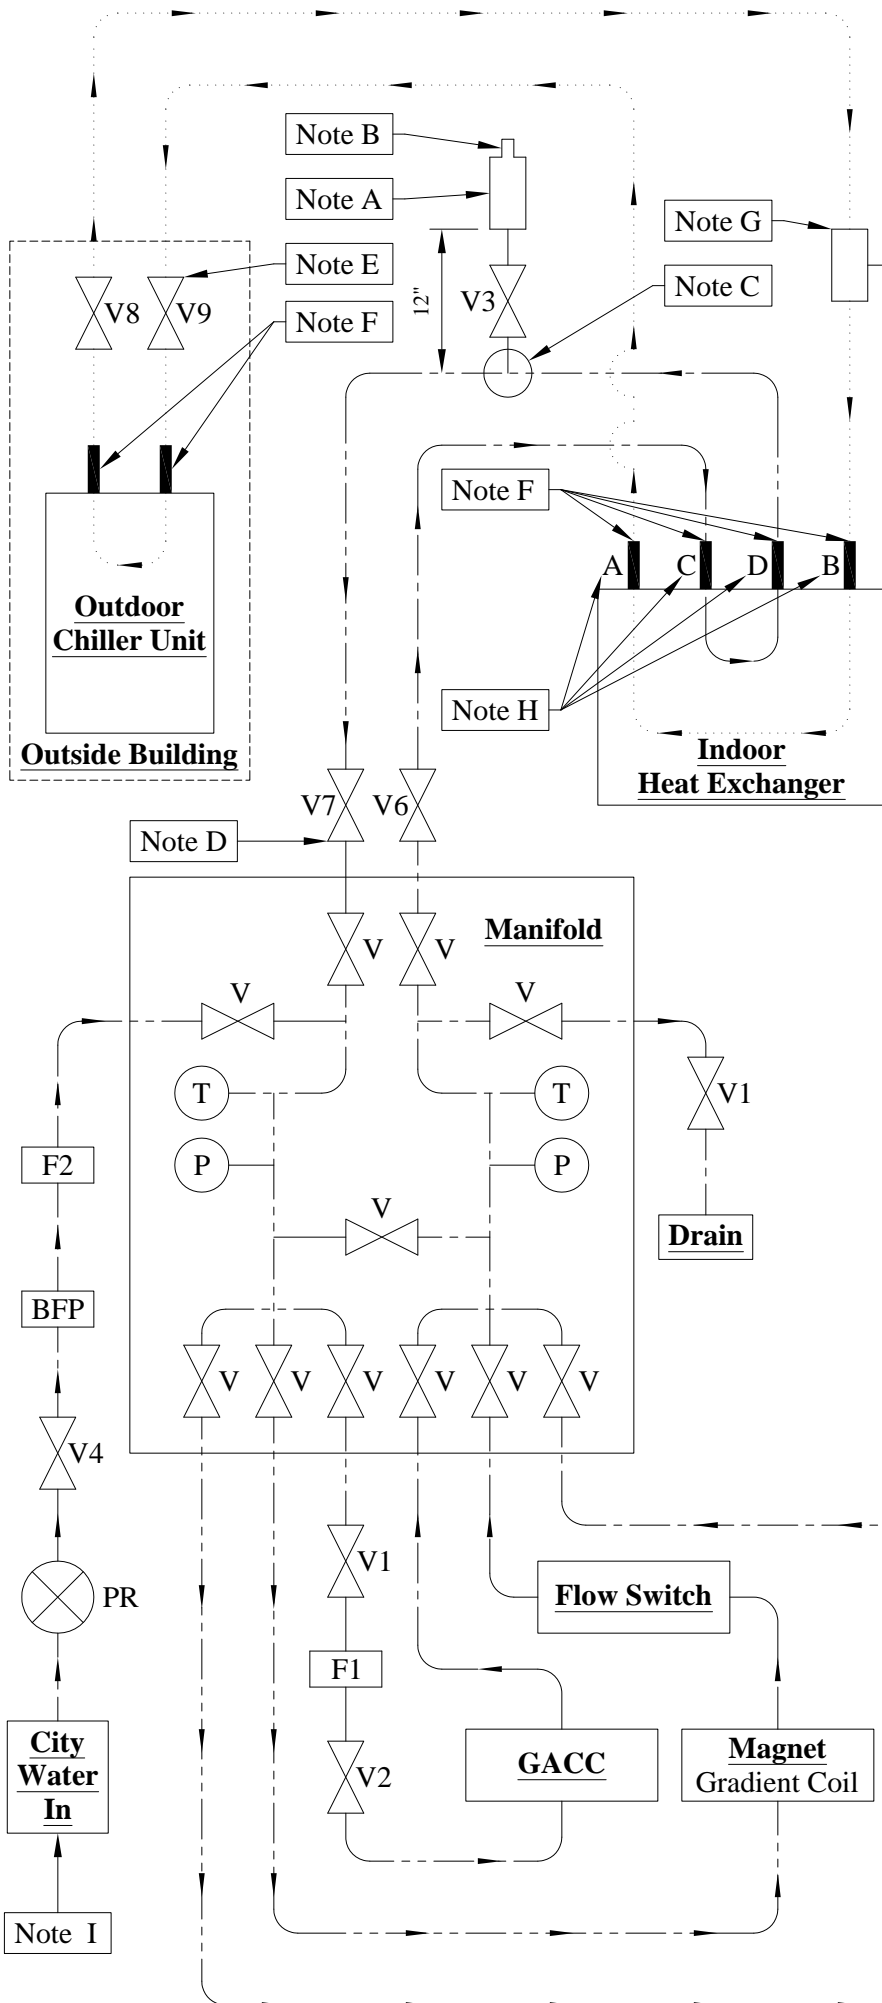 Note B
Note A
Note G
Note E
Note C
12"
V3
V8
V9
Note F
Note F
A
C
D
B
Outdoor
Chiller Unit
Note H
Outside Building
Indoor
Heat Exchanger
V7
V6
Note D
Manifold
V
V
V
V
T
T
V1
F2
P
P
V
Drain
BFP
V
V
V
V
V
V
V4
V1
PR
Flow Switch
F1
City
Water
In
V2
GACC
Magnet
Gradient Coil
Note I